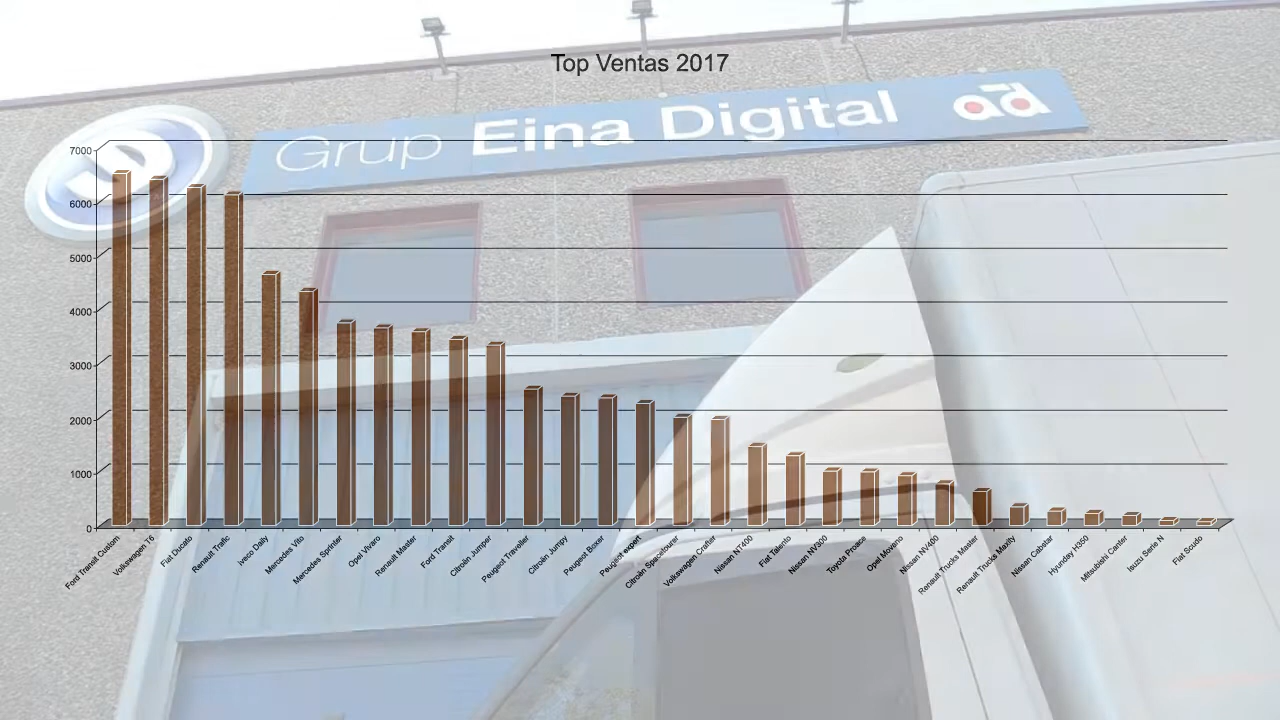 Top Ventas 2017
Grup Eina Digital ad
D
7000
6000
5000
4000
3000
2000
1000
0
Ford Transit Custom
Volkswagen T6
Fiat Ducato
Renault Trafic
Iveco Daily
Mercedes Vito
Mercedes Sprinter
Opel Vivaro
Renault Master
Ford Transit
Citroën Jumper
Peugeot Traveller
Citroën Jumpy
Peugeot Boxer
Peugeot expert
Citroën Spacetourer
Volkswagen Crafter
Nissan NT400
Fiat Talento
Nissan NV300
Toyota Proace
Opel Movano
Nissan NV400
Renault Trucks Master
Renault Trucks Maxity
Nissan Cabstar
Hyunday H350
Mitsubishi Canter
Isuzu Serie N
Fiat Scudo